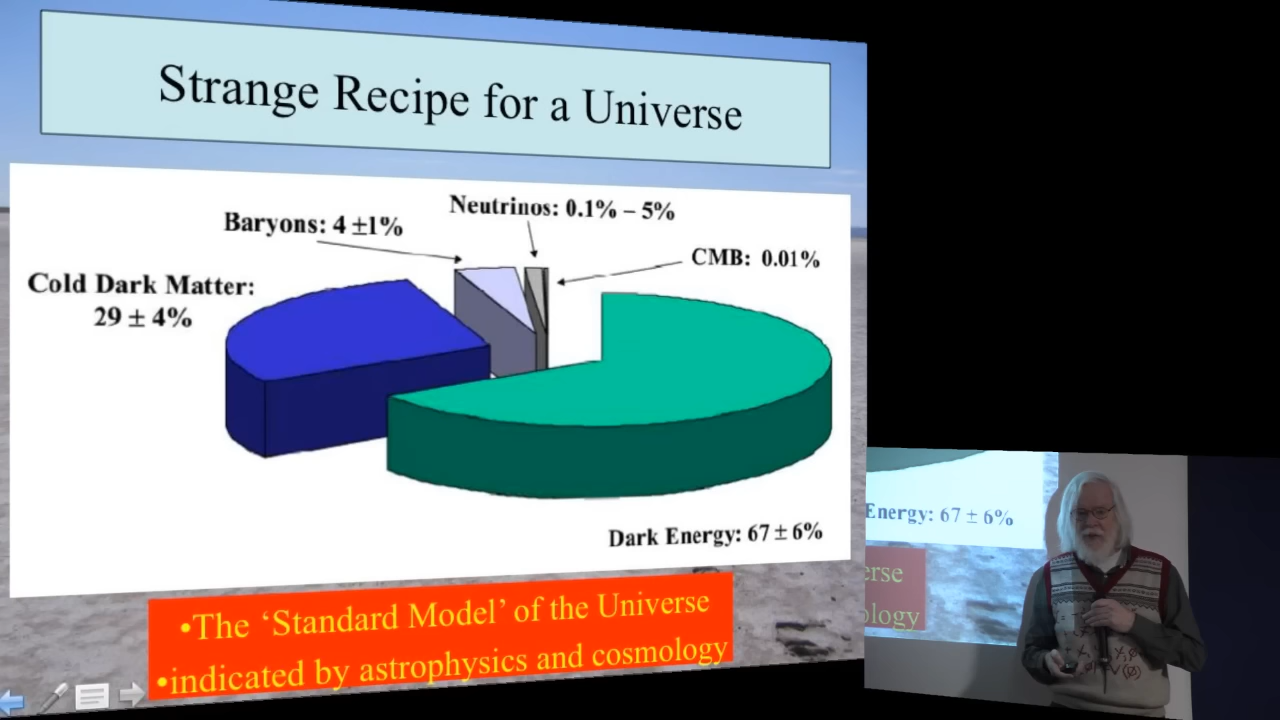 Strange Recipe for a Universe
Neutrinos: 0.1% – 5%
Baryons: 4 ±1%
CMB: 0.01%
Cold Dark Matter:
29 ± 4%
Dark Energy: 67 ± 6%
•The ‘Standard Model’ of the Universe
•indicated by astrophysics and cosmology
Energy: 67 ± 6%
erse
ology